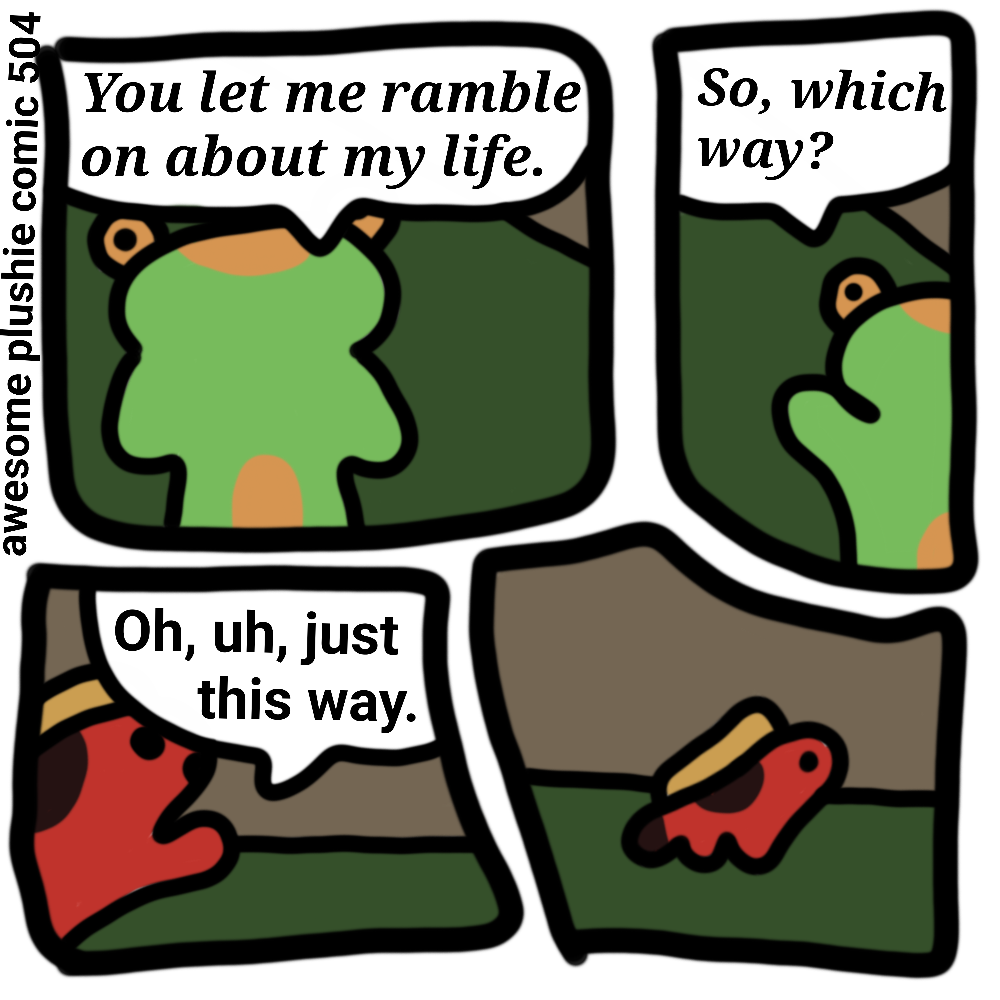 awesome plushie comic 504
You let me ramble
on about my life.
So, which
way?
Oh, uh, just
this way.